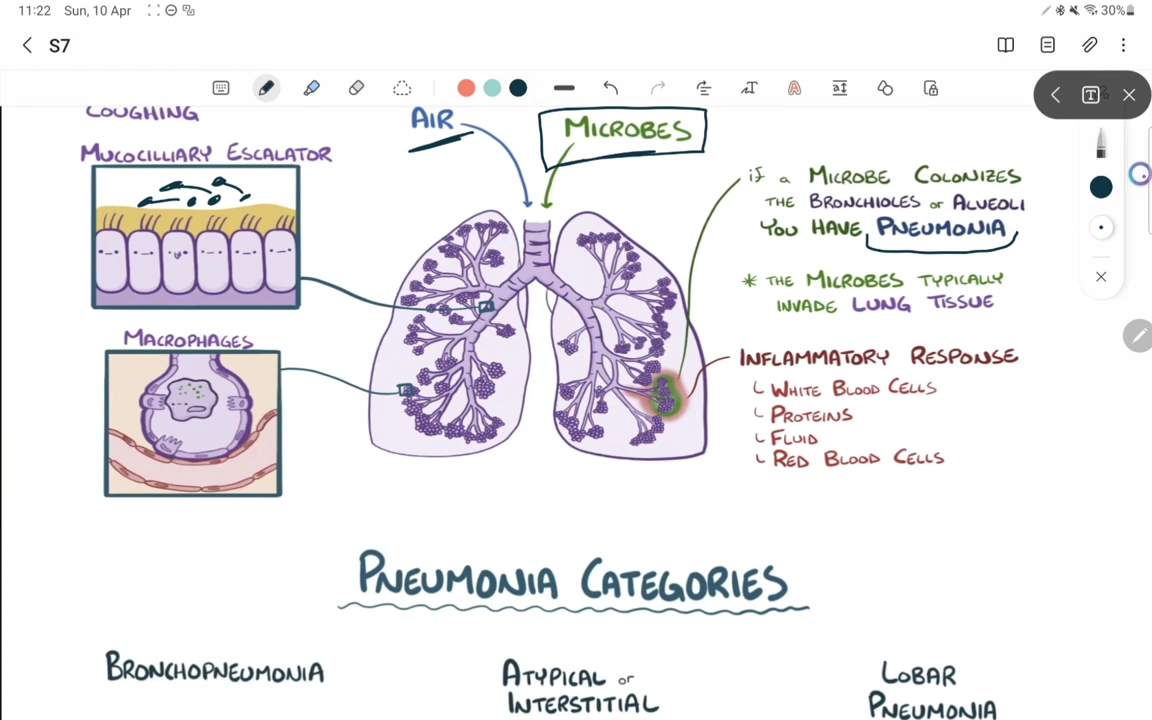 11:22 Sun, 10 Apr
30%
S7
COUGHING
AIR
MICROBES
MUCOCILLIARY ESCALATOR
if a MICROBE COLONIZES
THE BRONCHIOLES or ALVEOLI
YOU HAVE PNEUMONIA
* THE MICROBES TYPICALLY
INVADE LUNG TISSUE
MACROPHAGES
INFLAMMATORY RESPONSE
WHITE BLOOD CELLS
PROTEINS
FLUID
RED BLOOD CELLS
PNEUMONIA CATEGORIES
BRONCHOPNEUMONIA
ATYPICAL or
INTERSTITIAL
LOBAR
PNEUMONIA